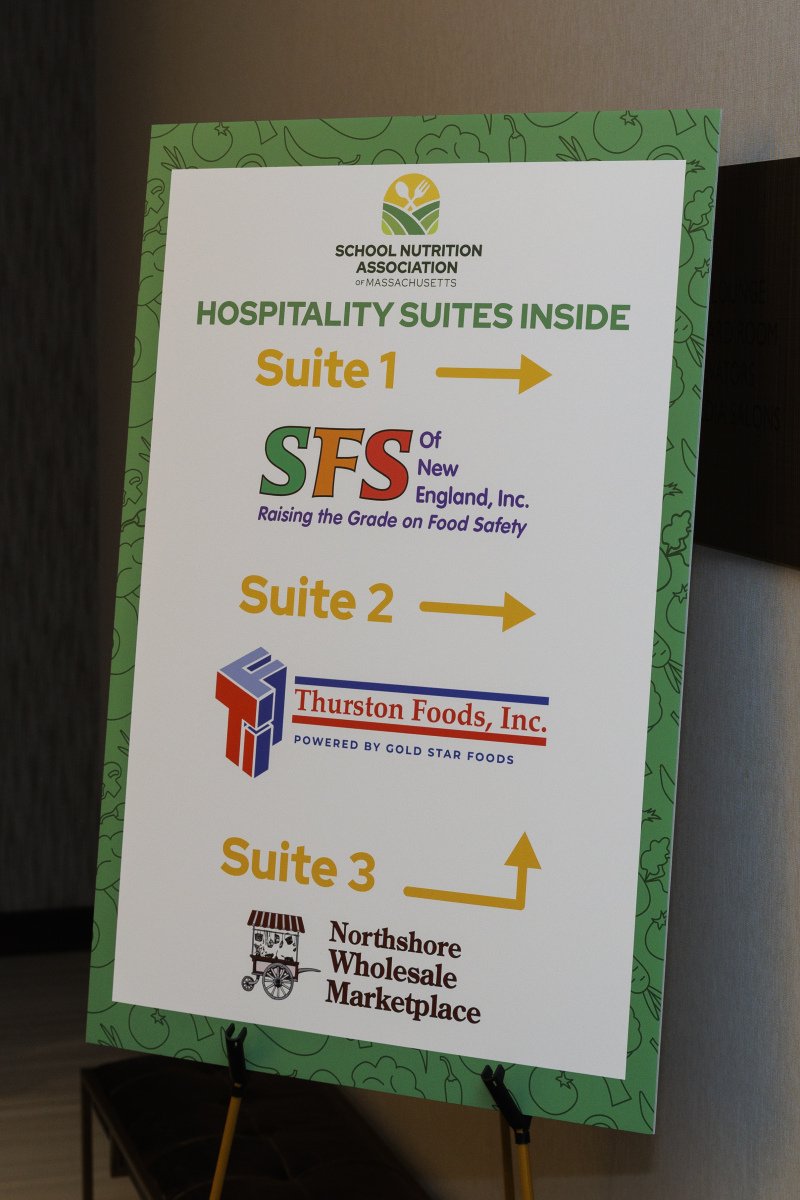 SCHOOL NUTRITION
ASSOCIATION
OF MASSACHUSETTS
HOSPITALITY SUITES INSIDE
Suite 1
SFS Of
New
England, Inc.
Raising the Grade on Food Safety
Suite 2
TFI
Thurston Foods, Inc.
POWERED BY GOLD STAR FOODS
Suite 3
Northshore
Wholesale
Marketplace